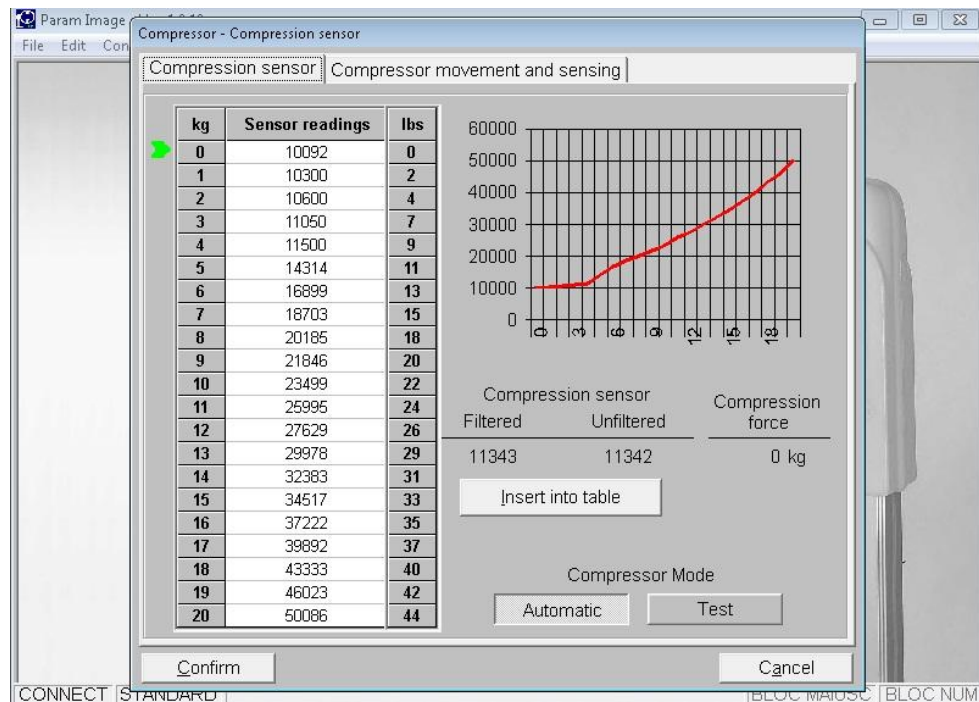 Param Image
File Edit Con
Compressor - Compression sensor
Compression sensor Compressor movement and sensing
kg Sensor readings lbs
0 10092 0
1 10300 2
2 10600 4
3 11050 7
4 11500 9
5 14314 11
6 16899 13
7 18703 15
8 20185 18
9 21846 20
10 23499 22
11 25995 24
12 27629 26
13 29978 29
14 32383 31
15 34517 33
16 37222 35
17 39892 37
18 43333 40
19 46023 42
20 50086 44
60000
50000
40000
30000
20000
10000
0
0 3 6 9 12 15 18
Compression sensor
Filtered Unfiltered
Compression
force
11343 11342 0 kg
Insert into table
Compressor Mode
Automatic Test
Confirm Cancel
CONNECT STANDARD BLOC MAIUSC BLOC NUM